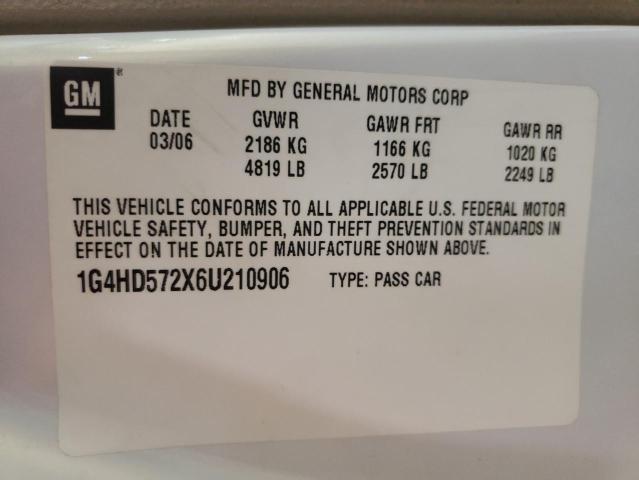 GM®
MFD BY GENERAL MOTORS CORP
DATE GVWR GAWR FRT GAWR RR
03/06 2186 KG 1166 KG 1020 KG
4819 LB 2570 LB 2249 LB
THIS VEHICLE CONFORMS TO ALL APPLICABLE U.S. FEDERAL MOTOR
VEHICLE SAFETY, BUMPER, AND THEFT PREVENTION STANDARDS IN
EFFECT ON THE DATE OF MANUFACTURE SHOWN ABOVE.
1G4HD572X6U210906 TYPE: PASS CAR